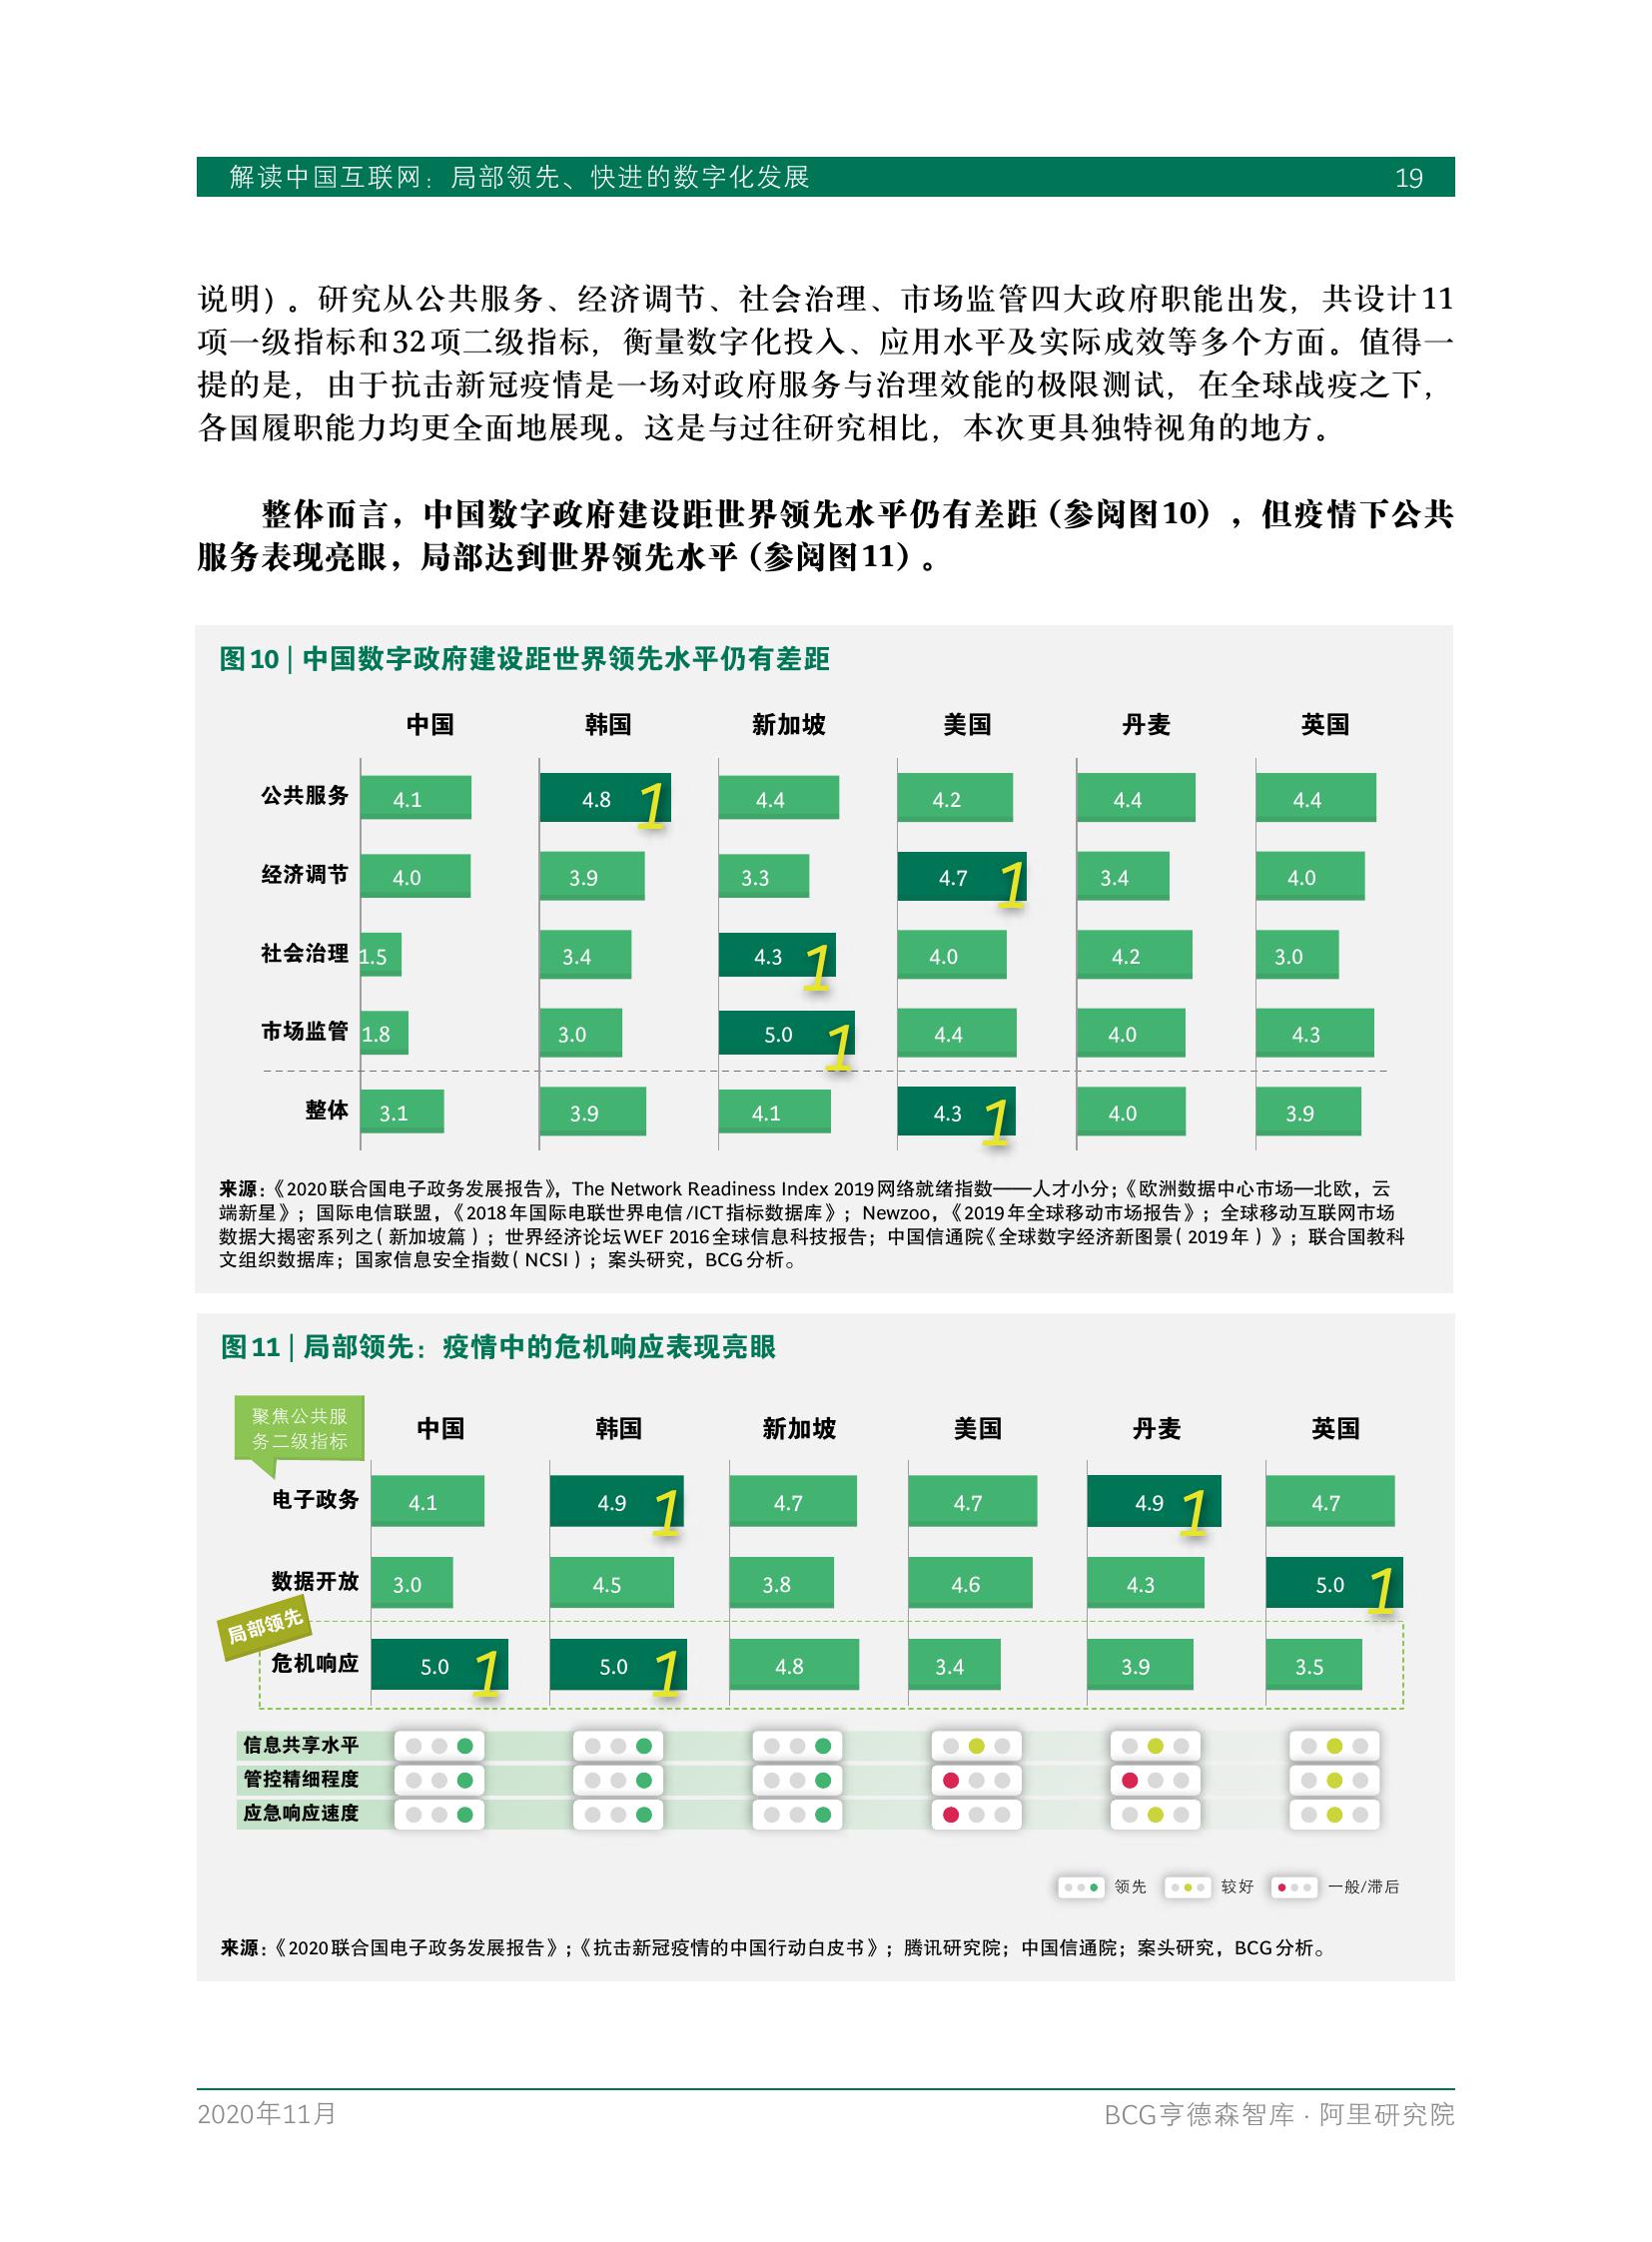 解读中国互联网：局部领先、快进的数字化发展 19
说明）。研究从公共服务、经济调节、社会治理、市场监管四大政府职能出发，共设计11
项一级指标和32项二级指标，衡量数字化投入、应用水平及实际成效等多个方面。值得一
提的是，由于抗击新冠疫情是一场对政府服务与治理效能的极限测试，在全球战疫之下，
各国履职能力均更全面地展现。这是与过往研究相比，本次更具独特视角的地方。
整体而言，中国数字政府建设距世界领先水平仍有差距（参阅图10），但疫情下公共
服务表现亮眼，局部达到世界领先水平（参阅图11）。
图10 | 中国数字政府建设距世界领先水平仍有差距
中国 韩国 新加坡 美国 丹麦 英国
公共服务 4.1 4.8 1 4.4 4.2 4.4 4.4
经济调节 4.0 3.9 3.3 4.7 1 3.4 4.0
社会治理 1.5 3.4 4.3 1 4.0 4.2 3.0
市场监管 1.8 3.0 5.0 1 4.4 4.0 4.3
整体 3.1 3.9 4.1 4.3 1 4.0 3.9
来源：《2020联合国电子政务发展报告》，The Network Readiness Index 2019网络就绪指数——人才小分；《欧洲数据中心市场—北欧，云
端新星》；国际电信联盟，《2018年国际电联世界电信/ICT指标数据库》；Newzoo，《2019年全球移动市场报告》；全球移动互联网市场
数据大揭密系列之（新加坡篇）；世界经济论坛WEF 2016全球信息科技报告；中国信通院《全球数字经济新图景（2019年）》；联合国教科
文组织数据库；国家信息安全指数（NCSI）；案头研究，BCG分析。
图11 | 局部领先：疫情中的危机响应表现亮眼
聚焦公共服
务二级指标
中国 韩国 新加坡 美国 丹麦 英国
电子政务 4.1 4.9 1 4.7 4.7 4.9 1 4.7
数据开放 3.0 4.5 3.8 4.6 4.3 5.0 1
局部领先
危机响应 5.0 1 5.0 1 4.8 3.4 3.9 3.5
信息共享水平
管控精细程度
应急响应速度
领先 较好 一般/滞后
来源：《2020联合国电子政务发展报告》；《抗击新冠疫情的中国行动白皮书》；腾讯研究院；中国信通院；案头研究，BCG分析。
2020年11月 BCG亨德森智库 · 阿里研究院